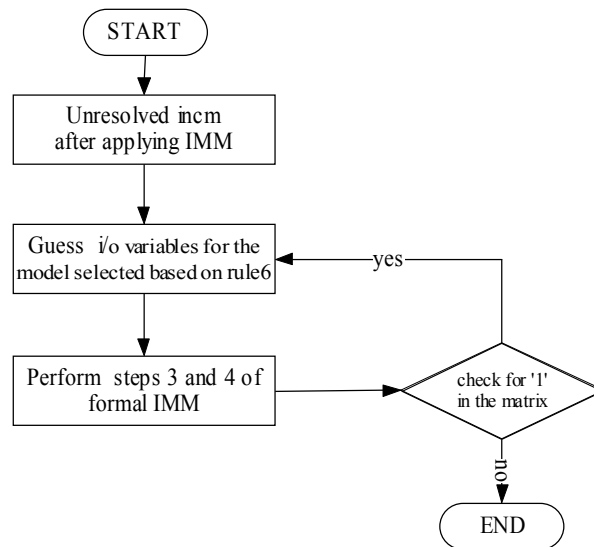 START
Unresolved incm
after applying IMM
Guess i/o variables for the
model selected based on rule6
yes
Perform steps 3 and 4 of
formal IMM
check for '1'
in the matrix
no
END